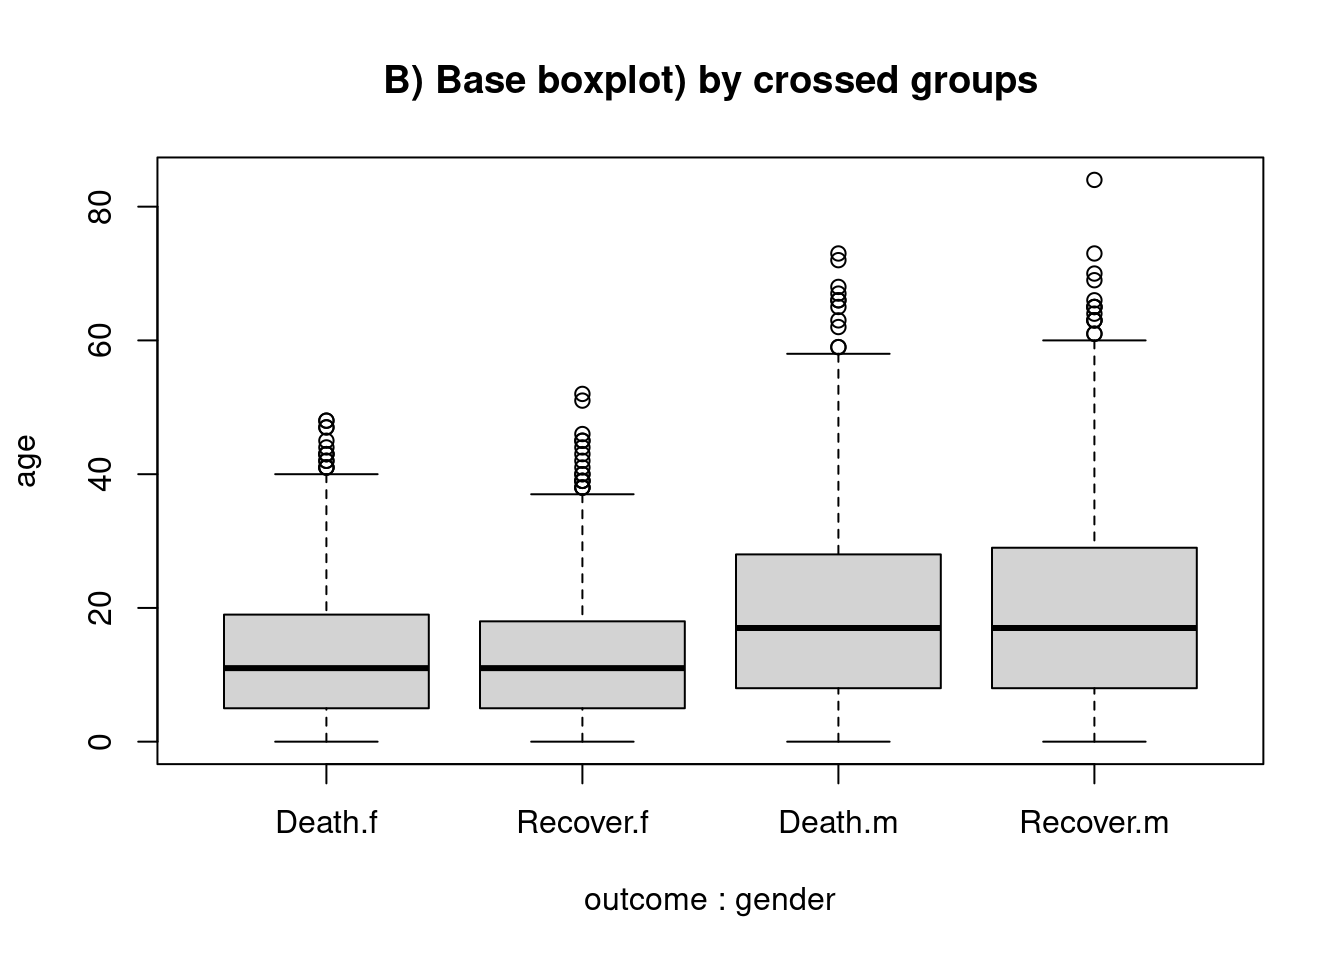 B) Base boxplot) by crossed groups
80
60
40
20
0
age
Death.f
Recover.f
Death.m
Recover.m
outcome : gender